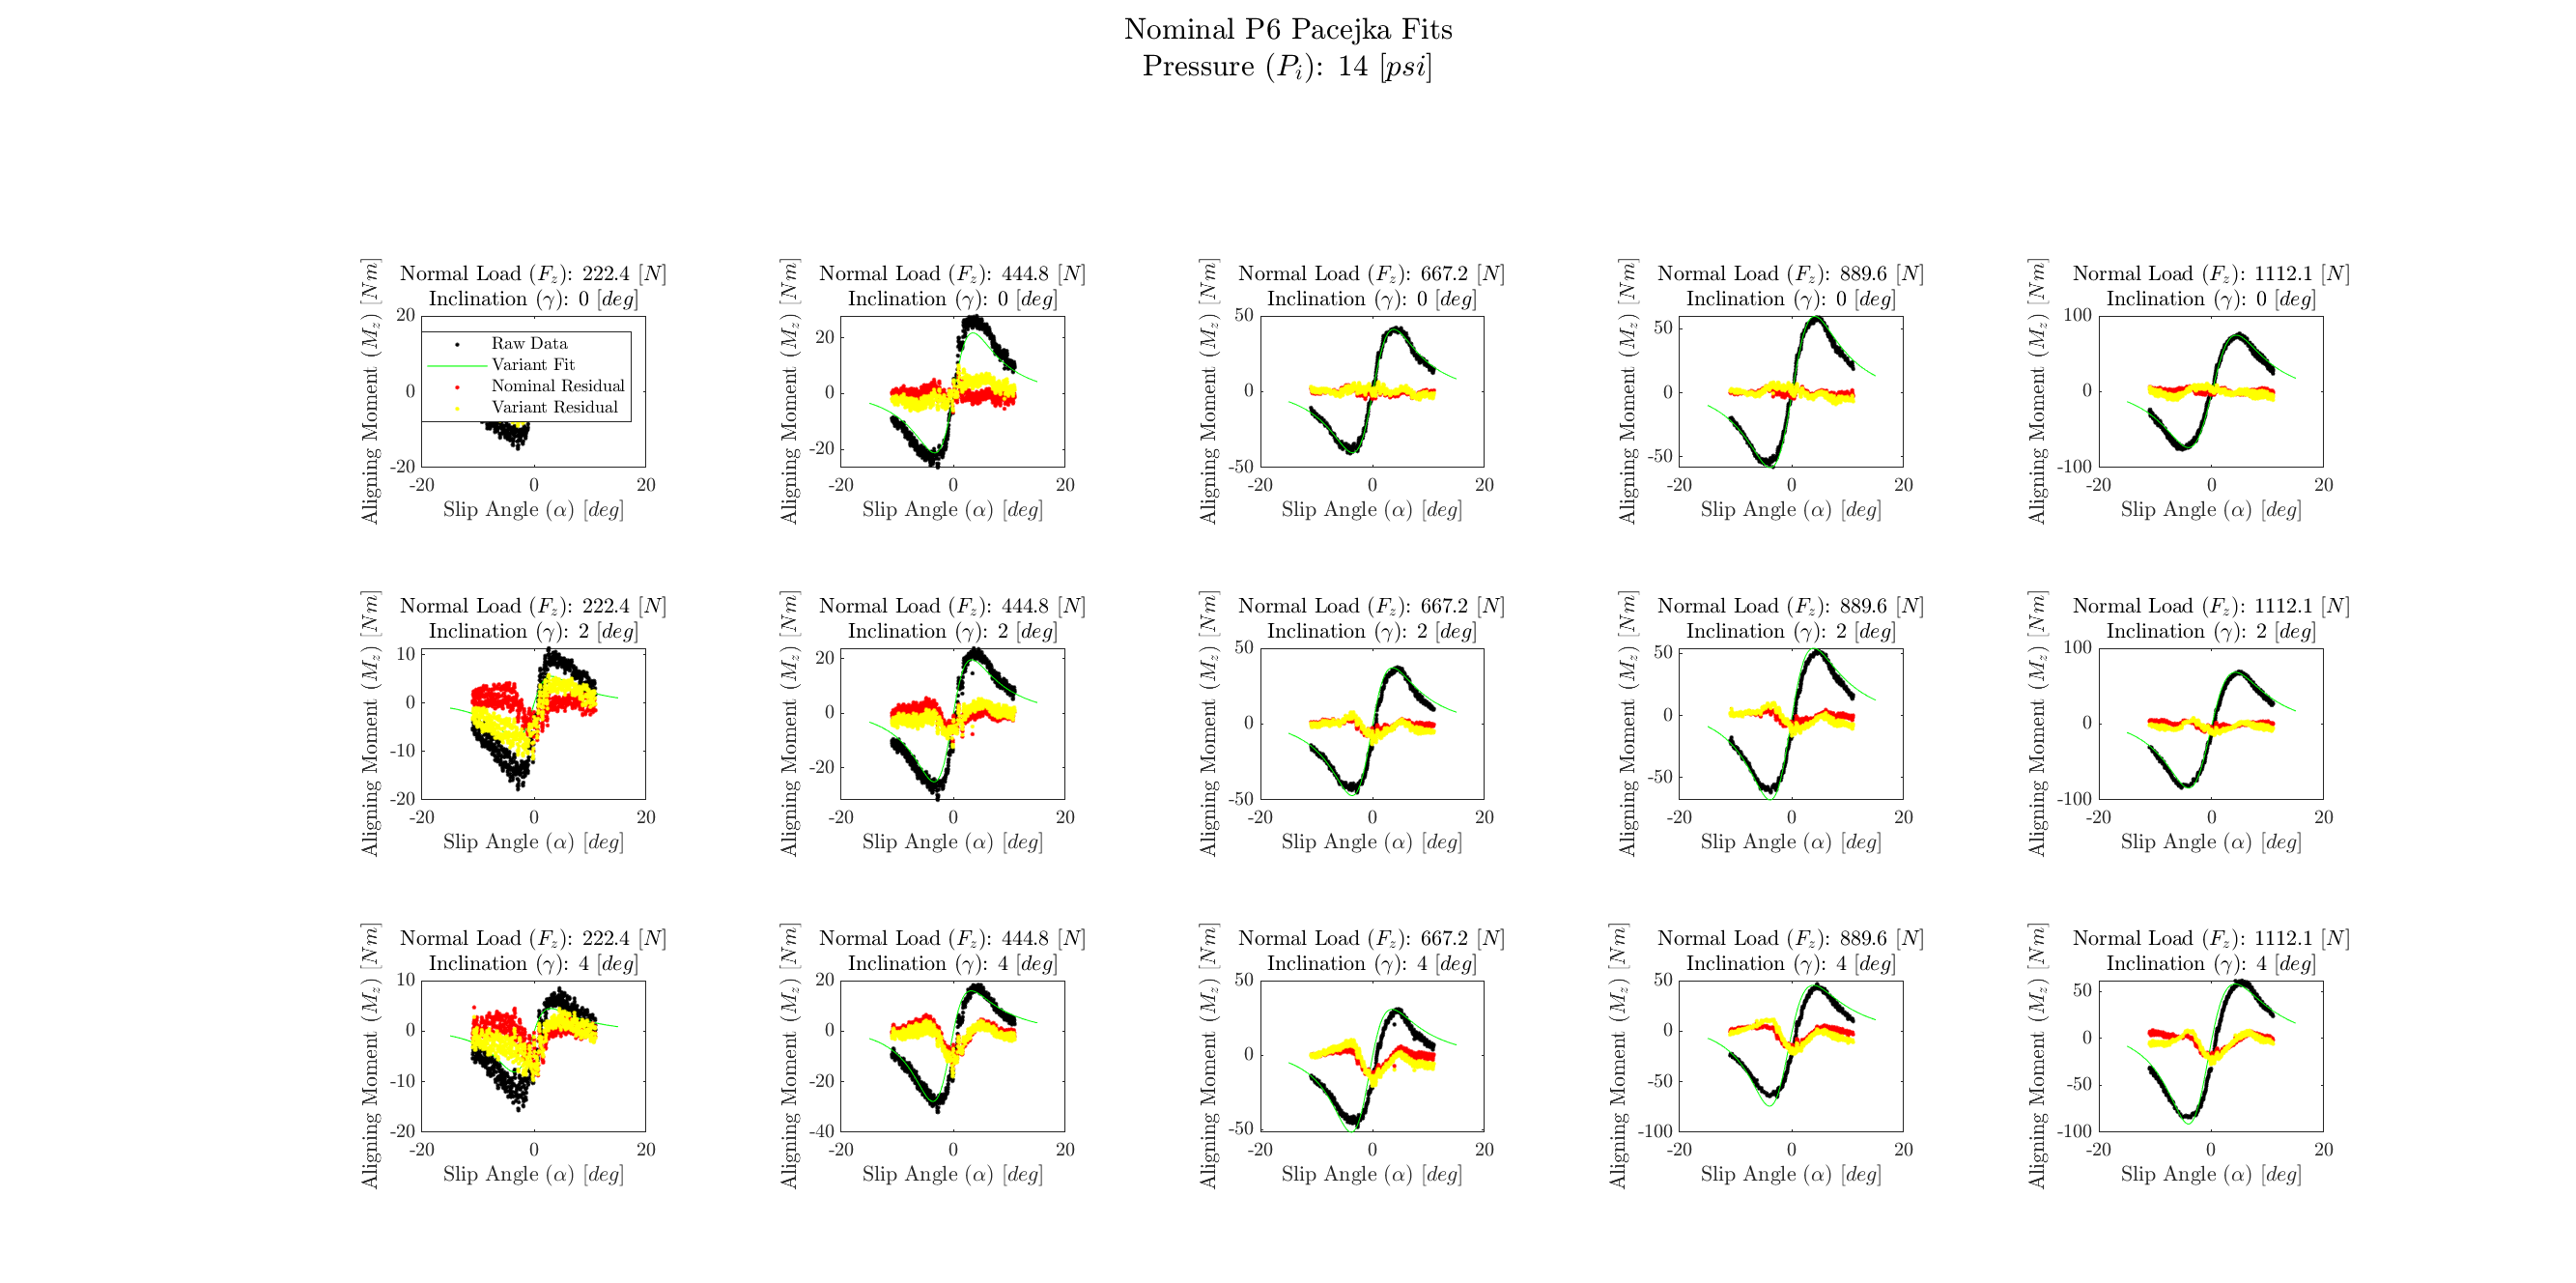 Nominal P6 Pacejka Fits
Pressure (P_i): 14 [psi]
Normal Load (F_z): 222.4 [N]
Inclination (γ): 0 [deg]
Aligning Moment (M_z) [Nm]
20
0
-20
Raw Data
Variant Fit
Nominal Residual
Variant Residual
-20 0 20
Slip Angle (α) [deg]
Normal Load (F_z): 444.8 [N]
Inclination (γ): 0 [deg]
Aligning Moment (M_z) [Nm]
20
0
-20
-20 0 20
Slip Angle (α) [deg]
Normal Load (F_z): 667.2 [N]
Inclination (γ): 0 [deg]
Aligning Moment (M_z) [Nm]
50
0
-50
-20 0 20
Slip Angle (α) [deg]
Normal Load (F_z): 889.6 [N]
Inclination (γ): 0 [deg]
Aligning Moment (M_z) [Nm]
50
0
-50
-20 0 20
Slip Angle (α) [deg]
Normal Load (F_z): 1112.1 [N]
Inclination (γ): 0 [deg]
Aligning Moment (M_z) [Nm]
100
0
-100
-20 0 20
Slip Angle (α) [deg]
Normal Load (F_z): 222.4 [N]
Inclination (γ): 2 [deg]
Aligning Moment (M_z) [Nm]
10
0
-10
-20
-20 0 20
Slip Angle (α) [deg]
Normal Load (F_z): 444.8 [N]
Inclination (γ): 2 [deg]
Aligning Moment (M_z) [Nm]
20
0
-20
-20 0 20
Slip Angle (α) [deg]
Normal Load (F_z): 667.2 [N]
Inclination (γ): 2 [deg]
Aligning Moment (M_z) [Nm]
50
0
-50
-20 0 20
Slip Angle (α) [deg]
Normal Load (F_z): 889.6 [N]
Inclination (γ): 2 [deg]
Aligning Moment (M_z) [Nm]
50
0
-50
-20 0 20
Slip Angle (α) [deg]
Normal Load (F_z): 1112.1 [N]
Inclination (γ): 2 [deg]
Aligning Moment (M_z) [Nm]
100
0
-100
-20 0 20
Slip Angle (α) [deg]
Normal Load (F_z): 222.4 [N]
Inclination (γ): 4 [deg]
Aligning Moment (M_z) [Nm]
10
0
-10
-20
-20 0 20
Slip Angle (α) [deg]
Normal Load (F_z): 444.8 [N]
Inclination (γ): 4 [deg]
Aligning Moment (M_z) [Nm]
20
0
-20
-40
-20 0 20
Slip Angle (α) [deg]
Normal Load (F_z): 667.2 [N]
Inclination (γ): 4 [deg]
Aligning Moment (M_z) [Nm]
50
0
-50
-20 0 20
Slip Angle (α) [deg]
Normal Load (F_z): 889.6 [N]
Inclination (γ): 4 [deg]
Aligning Moment (M_z) [Nm]
50
0
-50
-100
-20 0 20
Slip Angle (α) [deg]
Normal Load (F_z): 1112.1 [N]
Inclination (γ): 4 [deg]
Aligning Moment (M_z) [Nm]
50
0
-50
-100
-20 0 20
Slip Angle (α) [deg]